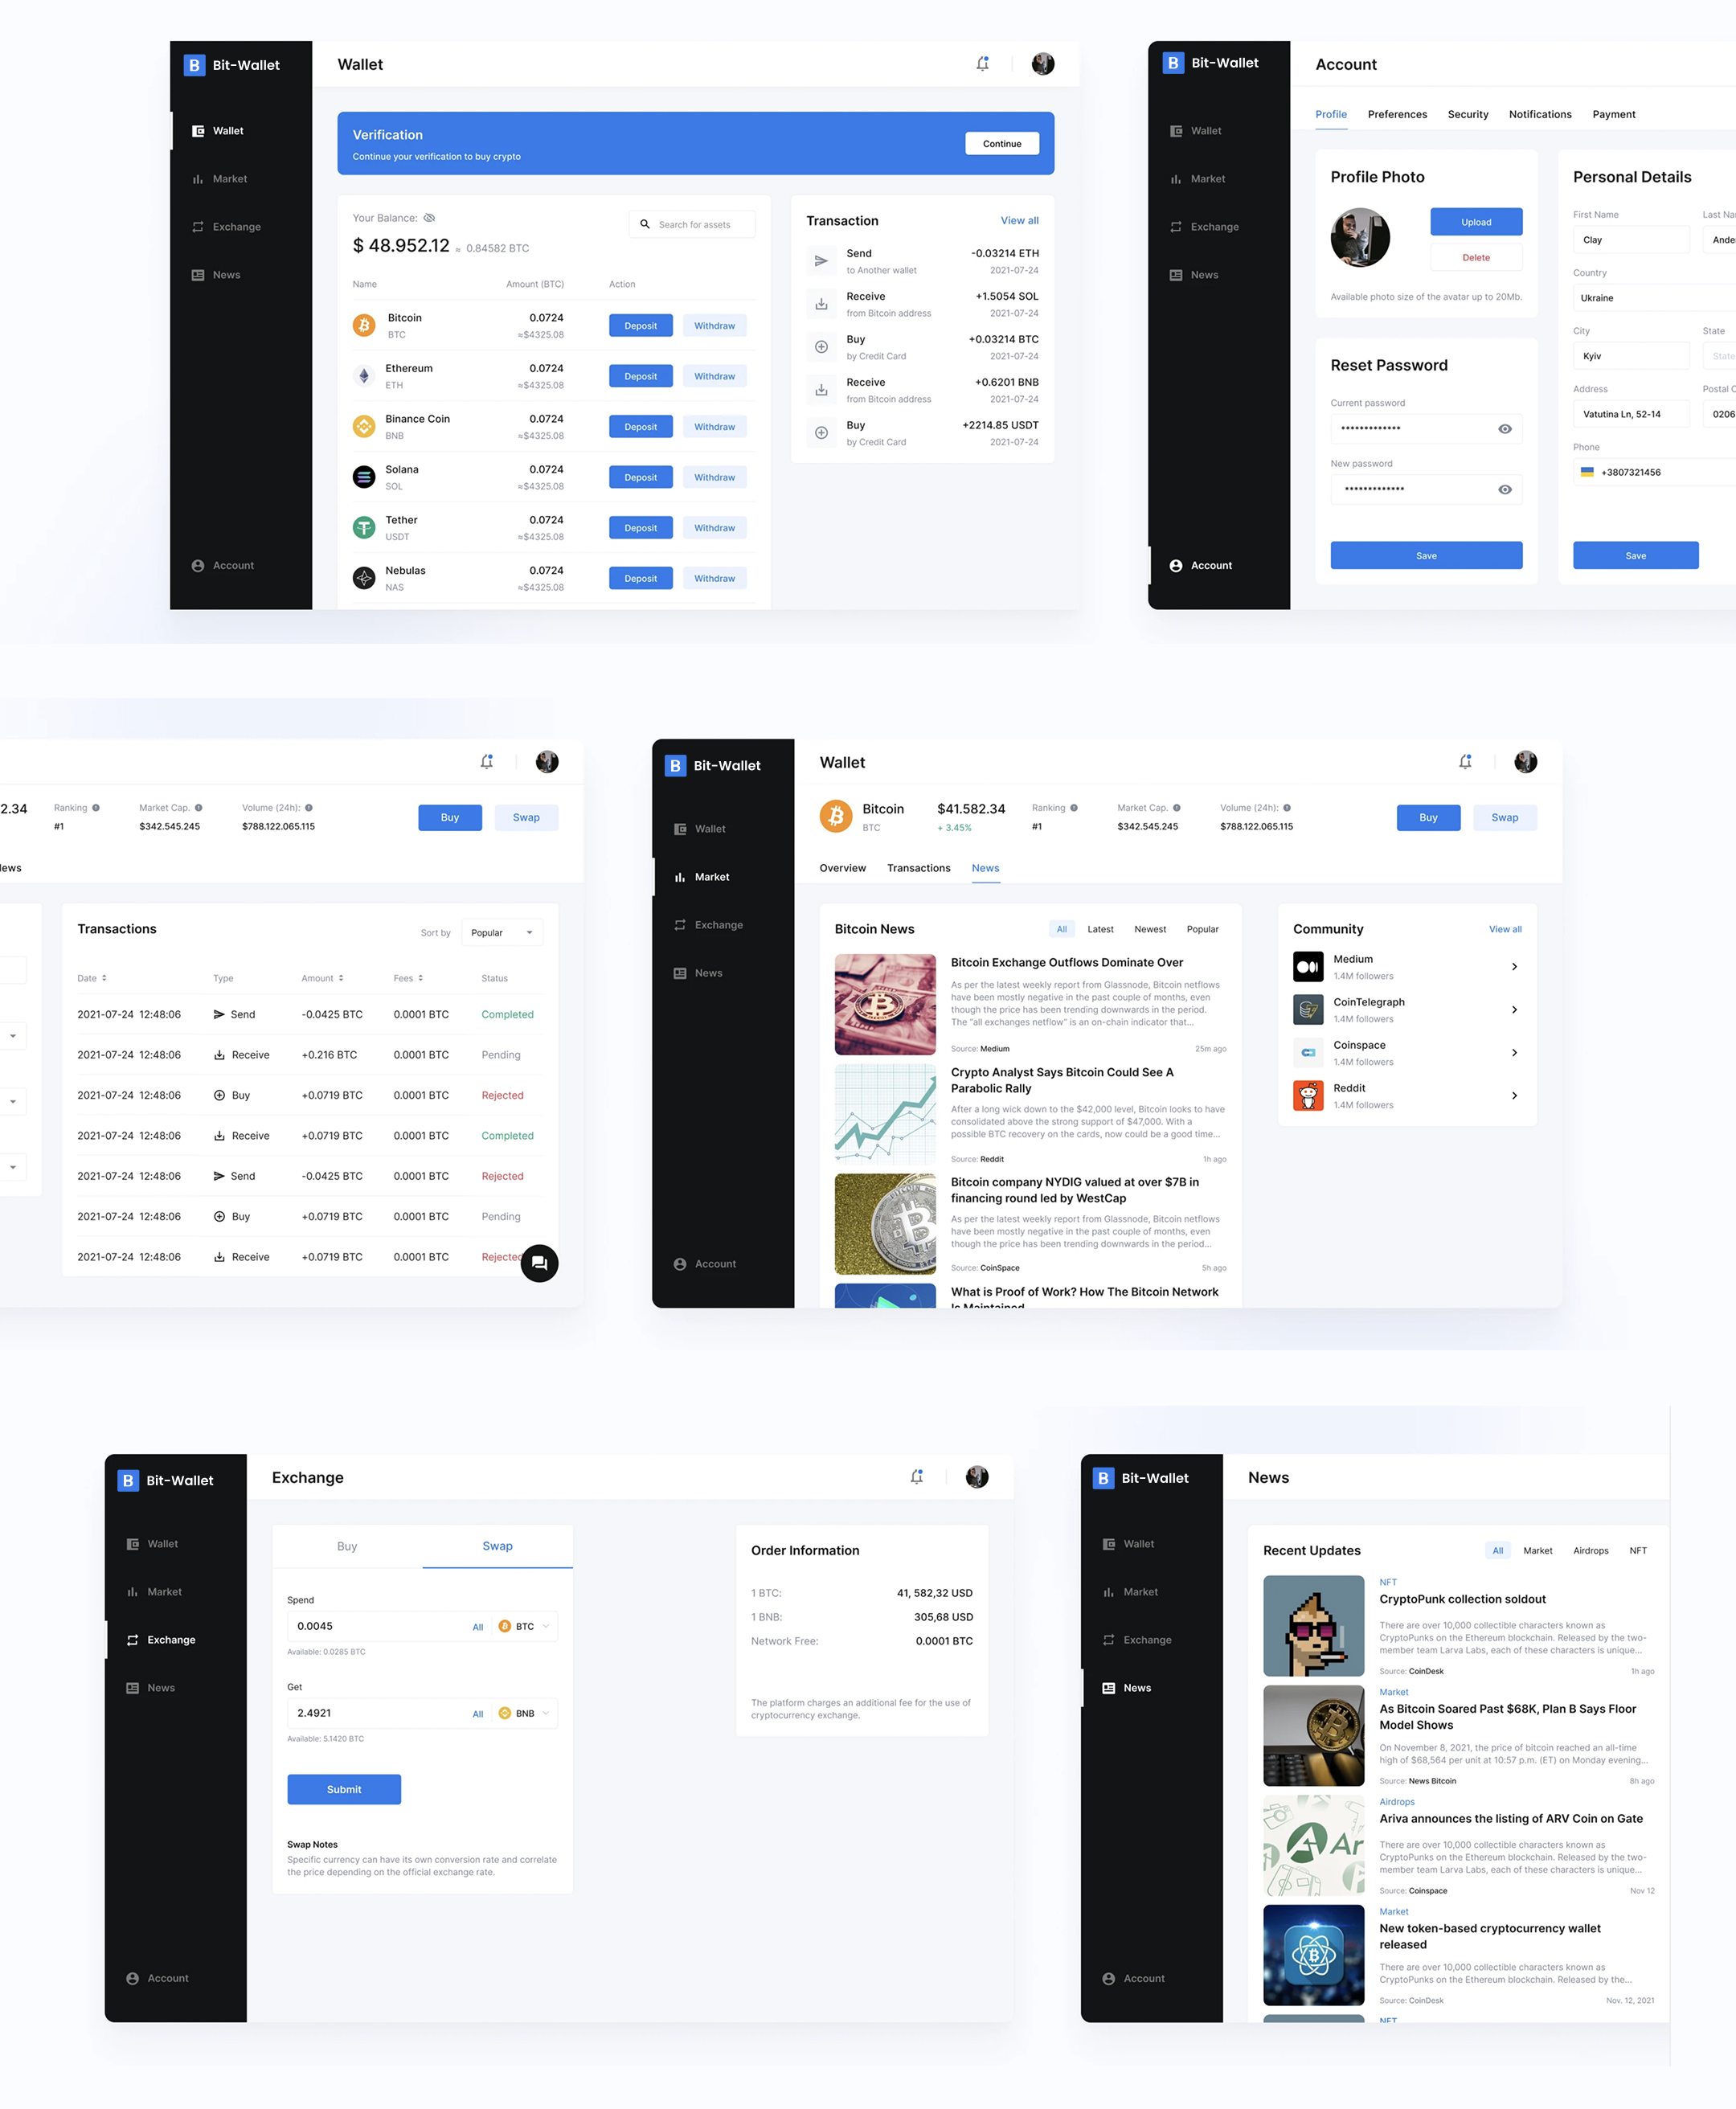 Bit-Wallet
Wallet
Market
Exchange
News
Account
Wallet
Verification
Continue your verification to buy crypto
Continue
Your Balance:
$ 48.952.12 ≈ 0.84582 BTC
Search for assets
Name Amount (BTC) Action
Bitcoin 0.0724 Deposit Withdraw
BTC ≈$4325.08
Ethereum 0.0724 Deposit Withdraw
ETH ≈$4325.08
Binance Coin 0.0724 Deposit Withdraw
BNB ≈$4325.08
Solana 0.0724 Deposit Withdraw
SOL ≈$4325.08
Tether 0.0724 Deposit Withdraw
USDT ≈$4325.08
Nebulas 0.0724 Deposit Withdraw
NAS ≈$4325.08
Transaction View all
Send -0.03214 ETH
to Another wallet 2021-07-24
Receive +1.5054 SOL
from Bitcoin address 2021-07-24
Buy +0.03214 BTC
by Credit Card 2021-07-24
Receive +0.6201 BNB
from Bitcoin address 2021-07-24
Buy +2214.85 USDT
by Credit Card 2021-07-24
Bit-Wallet
Wallet
Market
Exchange
News
Account
Account
Profile Preferences Security Notifications Payment
Profile Photo
Upload
Delete
Available photo size of the avatar up to 20Mb.
Reset Password
Current password
New password
Save
Personal Details
First Name Last Na
Clay Ande
Country
Ukraine
City State
Kyiv State
Address Postal C
Vatutina Ln, 52-14 0206
Phone
+3807321456
Save
2.34 Ranking Market Cap. Volume (24h): Buy Swap
#1 $342.545.245 $788.122.065.115
lews
Transactions Sort by Popular
Date Type Amount Fees Status
2021-07-24 12:48:06 Send -0.0425 BTC 0.0001 BTC Completed
2021-07-24 12:48:06 Receive +0.216 BTC 0.0001 BTC Pending
2021-07-24 12:48:06 Buy +0.0719 BTC 0.0001 BTC Rejected
2021-07-24 12:48:06 Receive +0.0719 BTC 0.0001 BTC Completed
2021-07-24 12:48:06 Send -0.0425 BTC 0.0001 BTC Rejected
2021-07-24 12:48:06 Buy +0.0719 BTC 0.0001 BTC Pending
2021-07-24 12:48:06 Receive +0.0719 BTC 0.0001 BTC Rejected
Bit-Wallet
Wallet
Market
Exchange
News
Account
Wallet
Bitcoin $41.582.34 Ranking Market Cap. Volume (24h): Buy Swap
BTC + 3.45% #1 $342.545.245 $788.122.065.115
Overview Transactions News
Bitcoin News All Latest Newest Popular
Bitcoin Exchange Outflows Dominate Over
As per the latest weekly report from Glassnode, Bitcoin netflows
have been mostly negative in the past couple of months, even
though the price has been trending downwards in the period.
The "all exchanges netflow" is an on-chain indicator that...
Source: Medium 25m ago
Crypto Analyst Says Bitcoin Could See A
Parabolic Rally
After a long wick down to the $42,000 level, Bitcoin looks to have
consolidated above the strong support of $47,000. With a
possible BTC recovery on the cards, now could be a good time...
Source: Reddit 1h ago
Bitcoin company NYDIG valued at over $7B in
financing round led by WestCap
As per the latest weekly report from Glassnode, Bitcoin netflows
have been mostly negative in the past couple of months, even
though the price has been trending downwards in the period...
Source: CoinSpace 5h ago
What is Proof of Work? How The Bitcoin Network
Is Maintained
Community View all
Medium
1.4M followers
CoinTelegraph
1.4M followers
Coinspace
1.4M followers
Reddit
1.4M followers
Bit-Wallet
Wallet
Market
Exchange
News
Account
Exchange
Buy Swap
Spend
0.0045 All BTC
Available: 0.0285 BTC
Get
2.4921 All BNB
Available: 5.1420 BTC
Submit
Swap Notes
Specific currency can have its own conversion rate and correlate
the price depending on the official exchange rate.
Order Information
1 BTC: 41, 582,32 USD
1 BNB: 305,68 USD
Network Free: 0.0001 BTC
The platform charges an additional fee for the use of
cryptocurrency exchange.
Bit-Wallet
Wallet
Market
Exchange
News
Account
News
Recent Updates All Market Airdrops NFT
NFT
CryptoPunk collection soldout
There are over 10,000 collectible characters known as
CryptoPunks on the Ethereum blockchain. Released by the two-
member team Larva Labs, each of these characters is unique...
Source: CoinDesk 1h ago
Market
As Bitcoin Soared Past $68K, Plan B Says Floor
Model Shows
On November 8, 2021, the price of bitcoin reached an all-time
high of $68,564 per unit at 10:57 p.m. (ET) on Monday evening...
Source: News Bitcoin 8h ago
Airdrops
Ariva announces the listing of ARV Coin on Gate
There are over 10,000 collectible characters known as
CryptoPunks on the Ethereum blockchain. Released by the two-
member team Larva Labs, each of these characters is unique...
Source: Coinspace Nov 12
Ar
Market
New token-based cryptocurrency wallet
released
There are over 10,000 collectible characters known as
CryptoPunks on the Ethereum blockchain. Released by the...
Source: CoinDesk Nov. 12, 2021
NFT